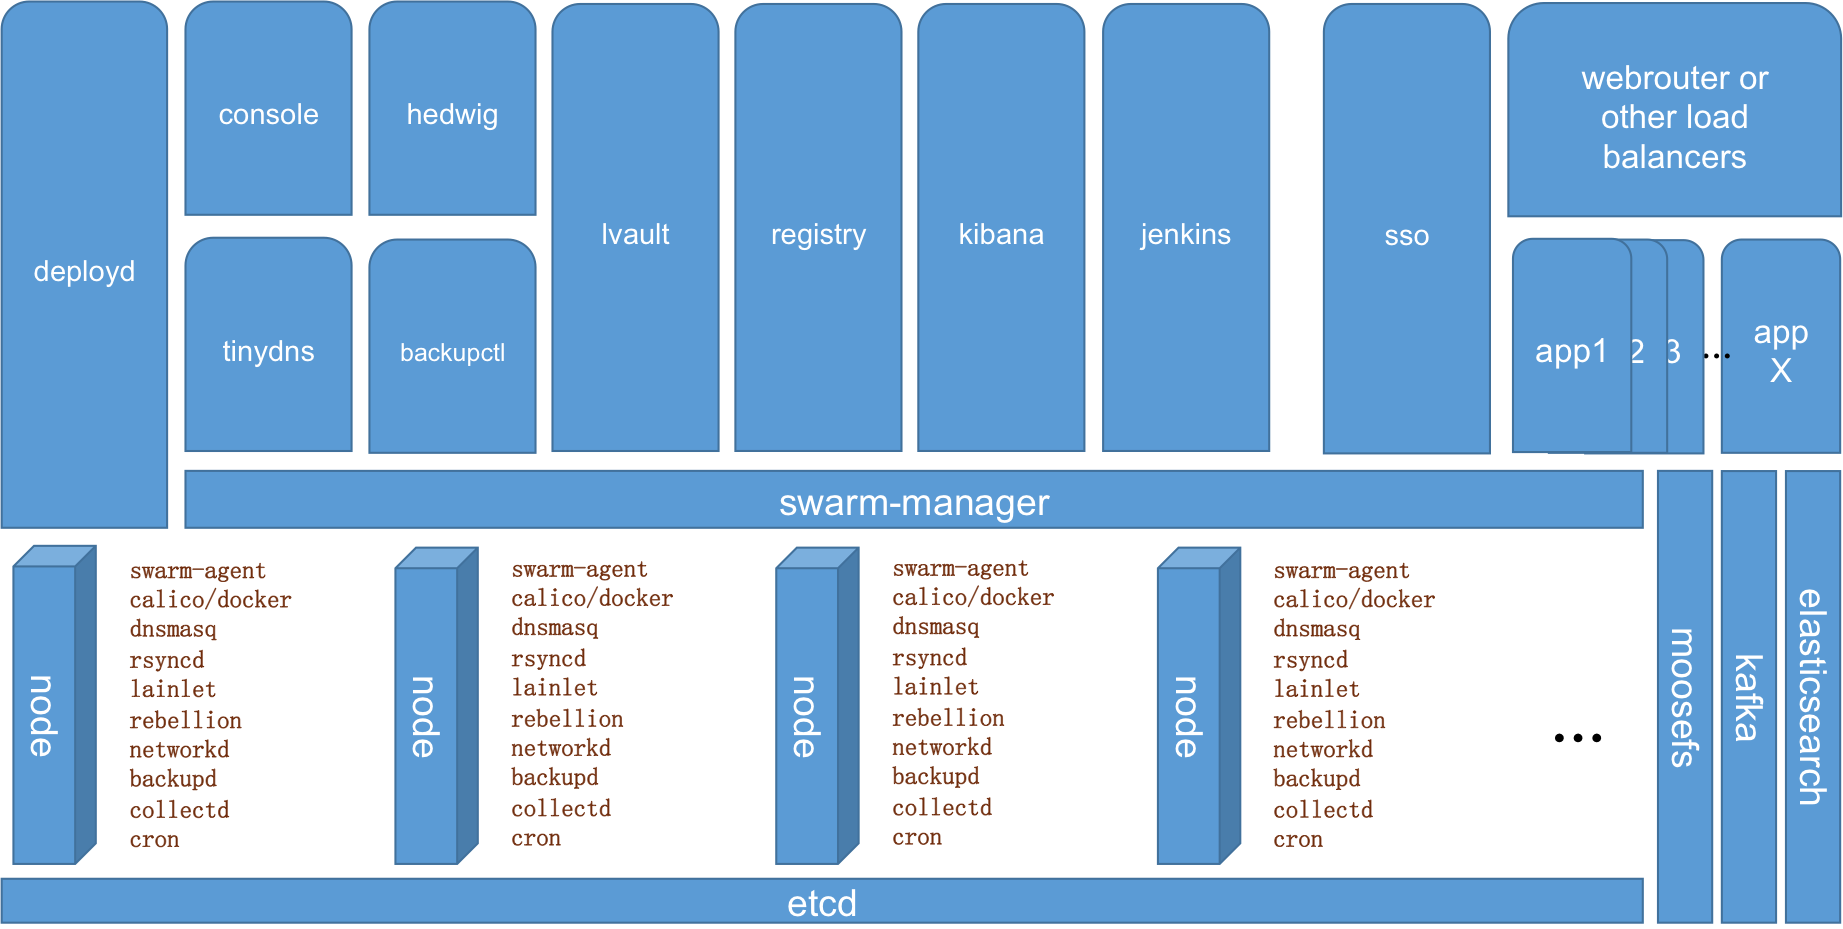 deployd
console
hedwig
tinydns
backupctl
lvault
registry
kibana
jenkins
sso
webrouter or
other load
balancers
app1
2
3
...
app
X
swarm-manager
node
swarm-agent
calico/docker
dnsmasq
rsyncd
lainlet
rebellion
networkd
backupd
collectd
cron
node
swarm-agent
calico/docker
dnsmasq
rsyncd
lainlet
rebellion
networkd
backupd
collectd
cron
node
swarm-agent
calico/docker
dnsmasq
rsyncd
lainlet
rebellion
networkd
backupd
collectd
cron
node
swarm-agent
calico/docker
dnsmasq
rsyncd
lainlet
rebellion
networkd
backupd
collectd
cron
...
moosefs
kafka
elasticsearch
etcd